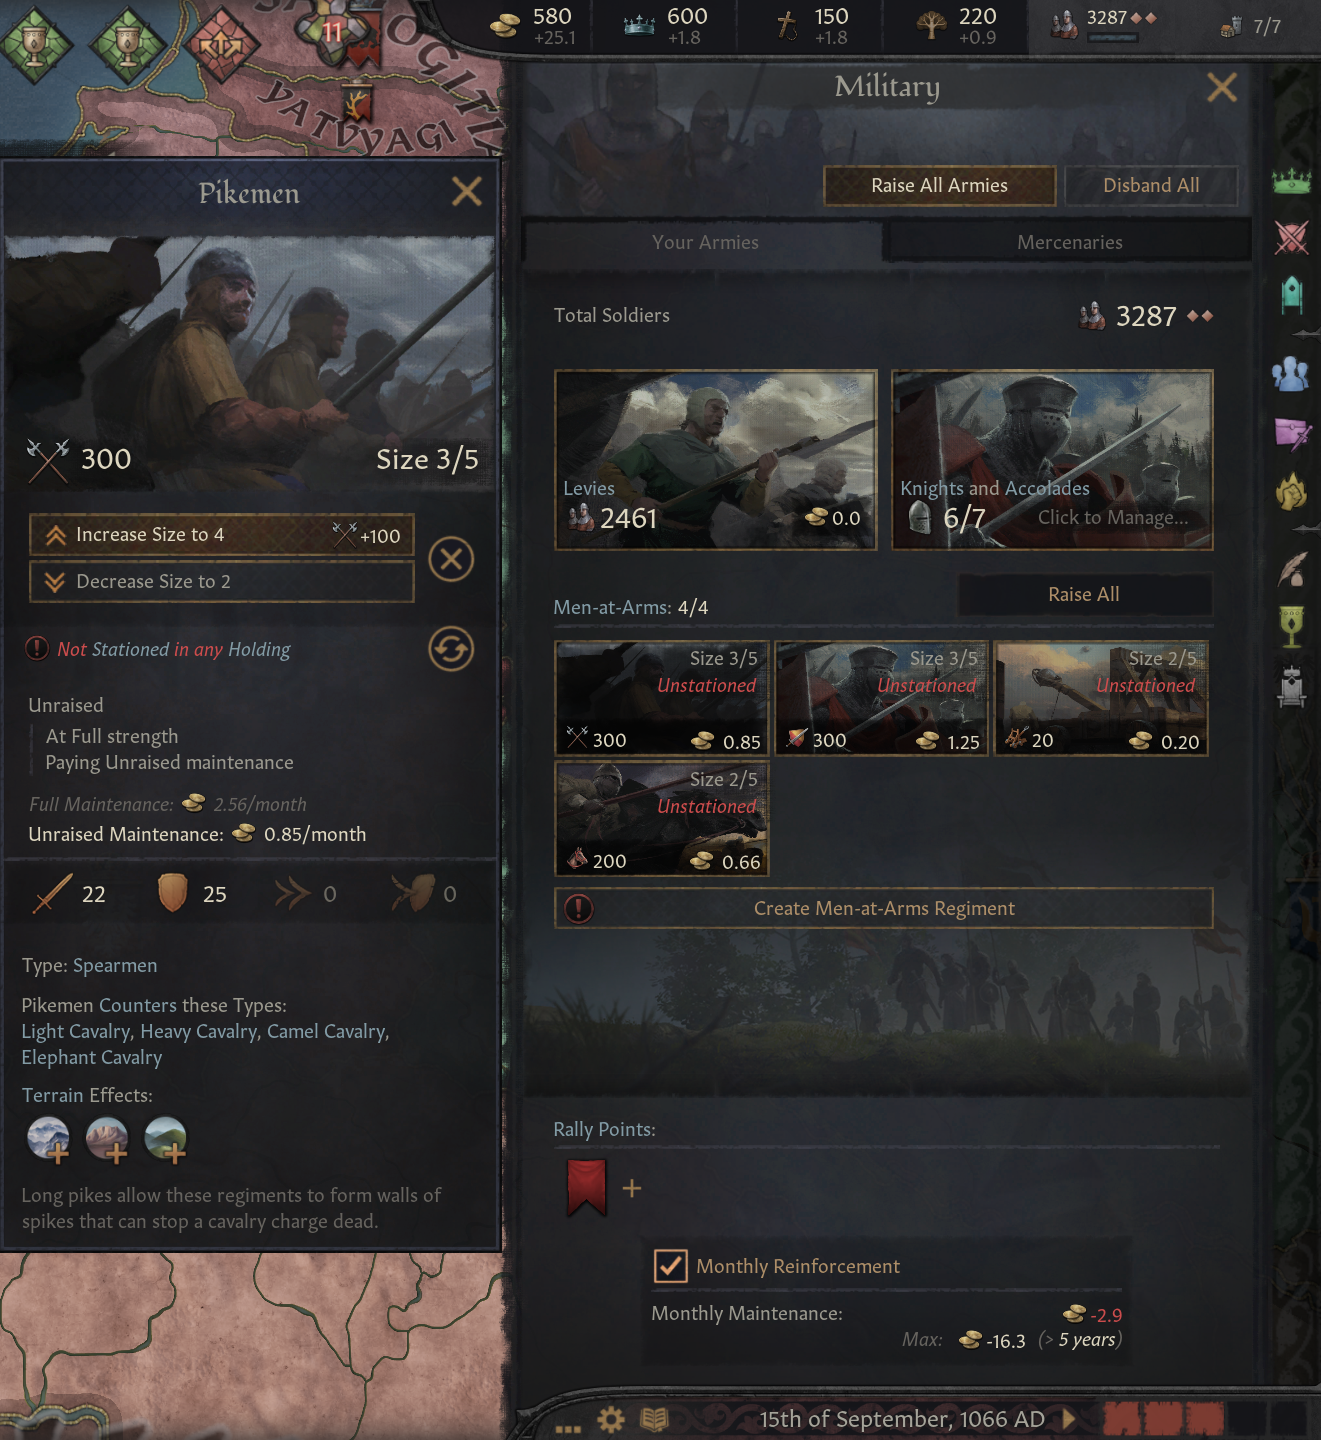 580
+25.1
600
+1.8
150
+1.8
220
+0.9
3287
7/7
11
YATVYAGI
Military
Raise All Armies
Disband All
Your Armies
Mercenaries
Total Soldiers
3287
Levies
2461
0.0
Knights and Accolades
6/7
Click to Manage...
Men-at-Arms: 4/4
Raise All
Size 3/5
Unstationed
300
0.85
Size 3/5
Unstationed
300
1.25
Size 2/5
Unstationed
20
0.20
Size 2/5
Unstationed
200
0.66
Create Men-at-Arms Regiment
Rally Points:
Monthly Reinforcement
Monthly Maintenance:
-2.9
Max: -16.3 (> 5 years)
... 15th of September, 1066 AD
Pikemen
300
Size 3/5
Increase Size to 4
+100
Decrease Size to 2
Not Stationed in any Holding
Unraised
At Full strength
Paying Unraised maintenance
Full Maintenance: 2.56/month
Unraised Maintenance: 0.85/month
22
25
0
0
Type: Spearmen
Pikemen Counters these Types:
Light Cavalry, Heavy Cavalry, Camel Cavalry,
Elephant Cavalry
Terrain Effects:
Long pikes allow these regiments to form walls of
spikes that can stop a cavalry charge dead.